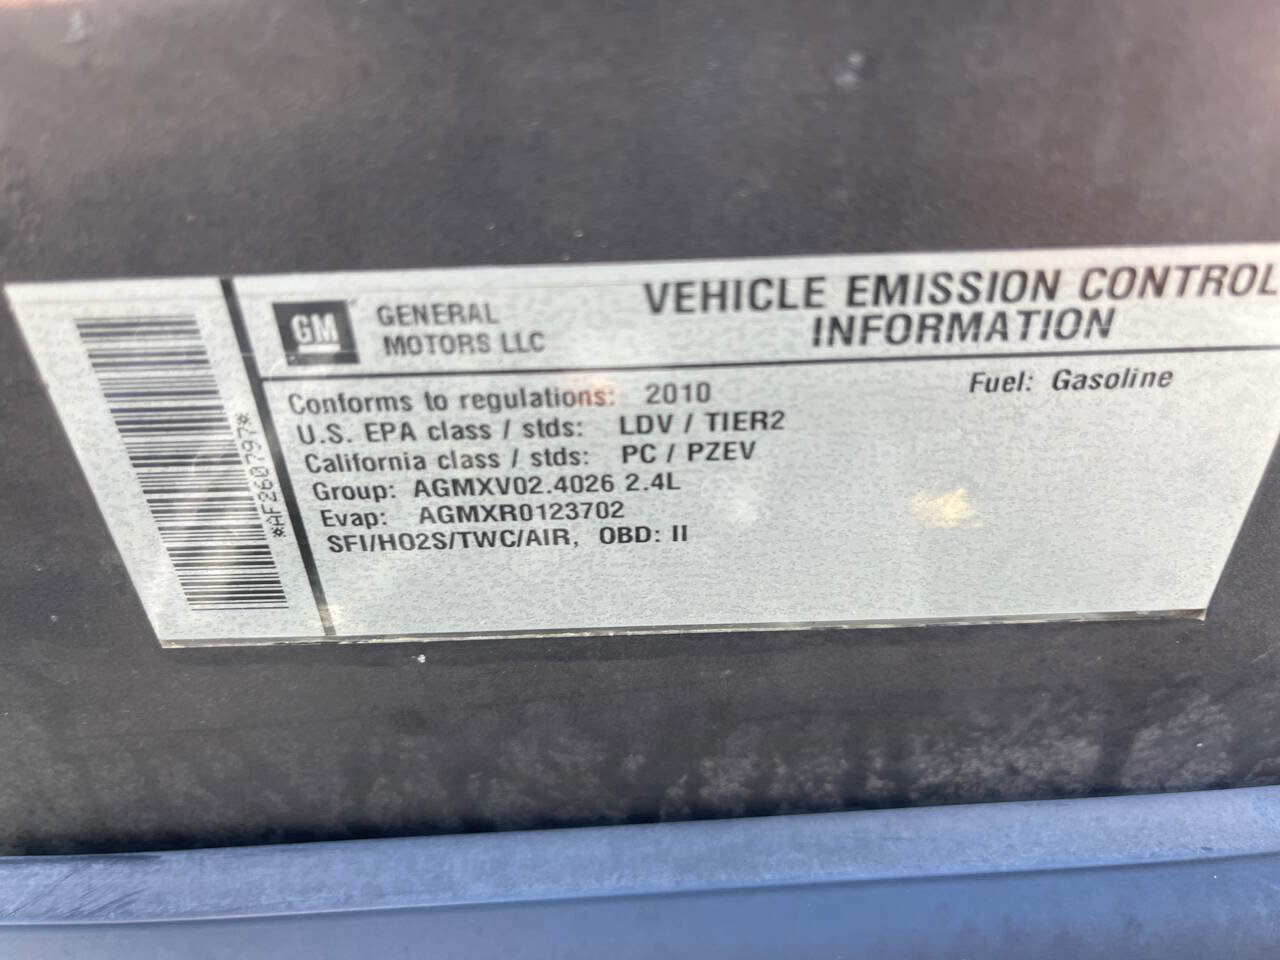 GM
GENERAL
MOTORS LLC
VEHICLE EMISSION CONTROL
INFORMATION
Conforms to regulations: 2010
Fuel: Gasoline
U.S. EPA class / stds: LDV / TIER2
California class / stds: PC / PZEV
Group: AGMXV02.4026 2.4L
Evap: AGMXR0123702
SFI/HO2S/TWC/AIR, OBD: II
*AF260797*